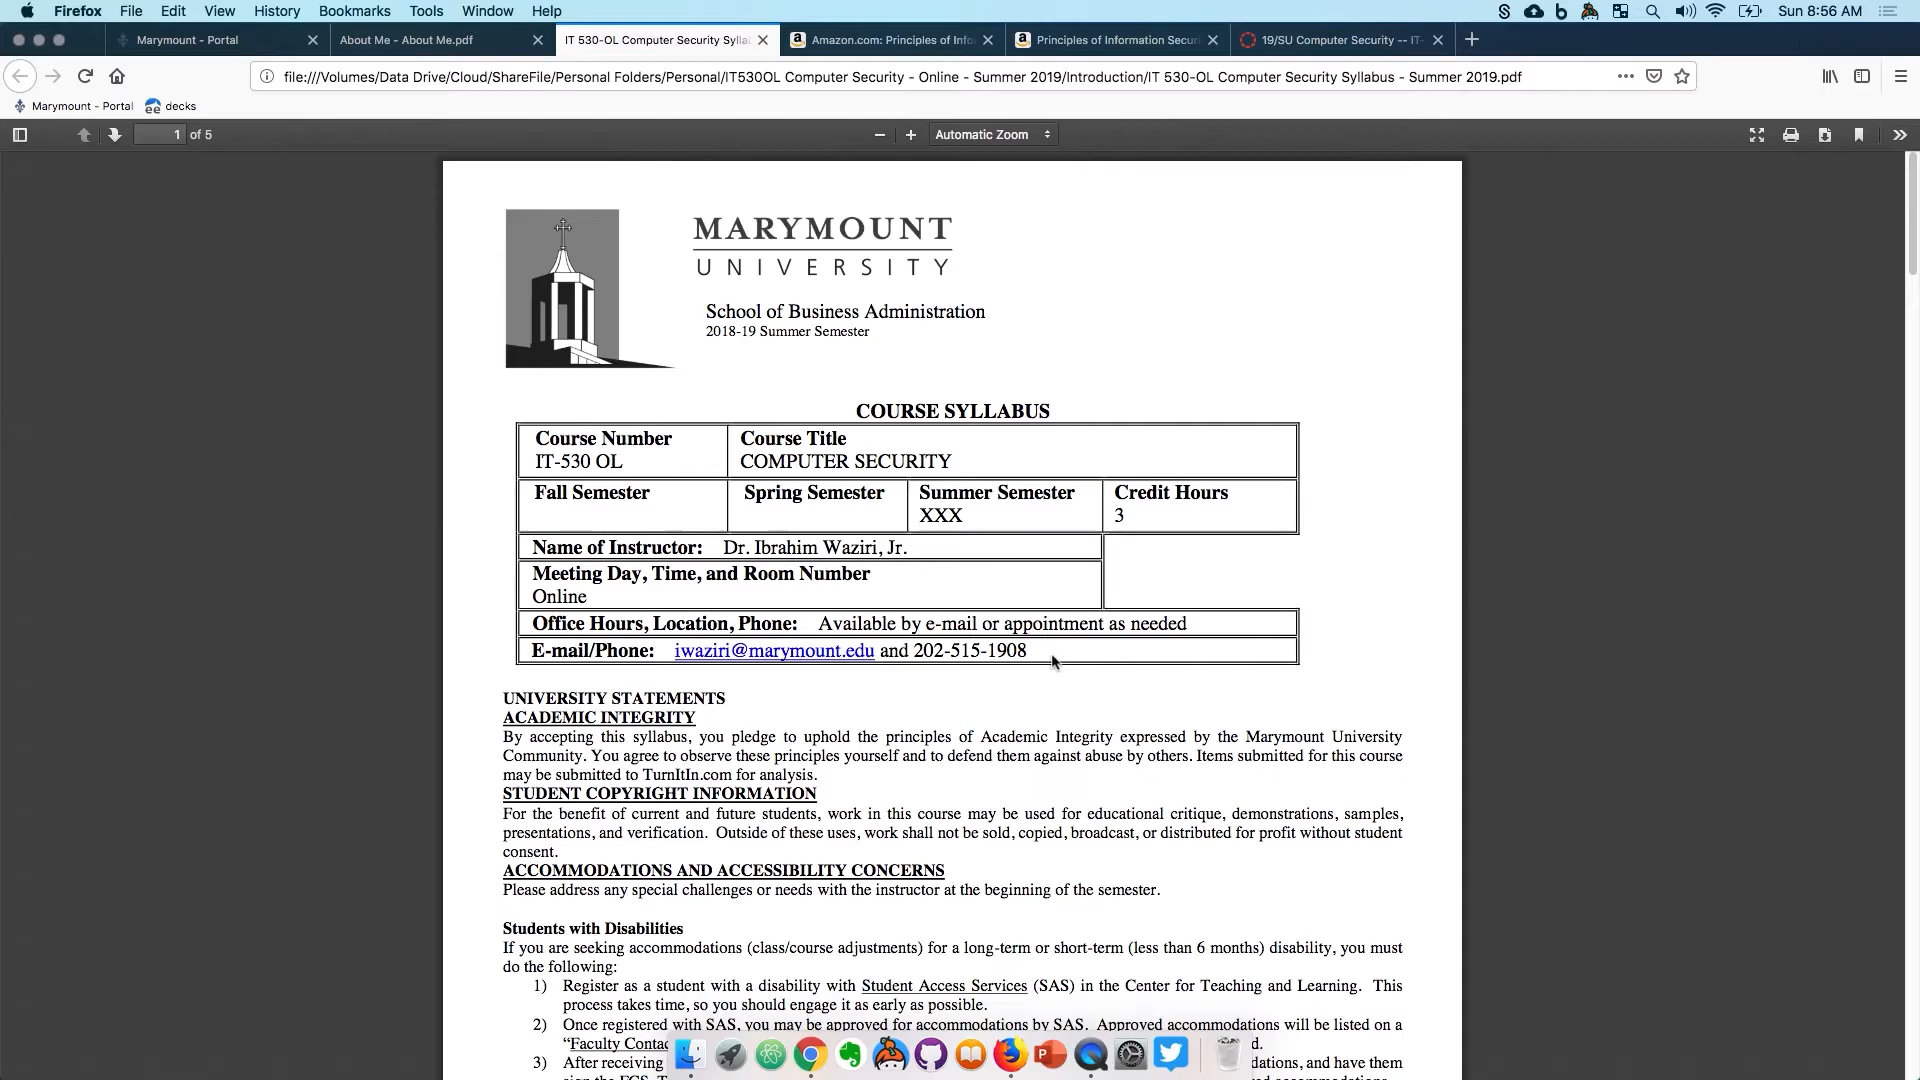 Firefox File Edit View History Bookmarks Tools Window Help Sun 8:56 AM
Marymount - Portal About Me - About Me.pdf IT 530-OL Computer Security Sylla Amazon.com: Principles of Info Principles of Information Secur 19/SU Computer Security -- IT-
file:///Volumes/Data Drive/Cloud/ShareFile/Personal Folders/Personal/IT530OL Computer Security - Online - Summer 2019/Introduction/IT 530-OL Computer Security Syllabus - Summer 2019.pdf
Marymount - Portal decks
1 of 5 Automatic Zoom
MARYMOUNT
UNIVERSITY
School of Business Administration
2018-19 Summer Semester
COURSE SYLLABUS
Course Number Course Title
IT-530 OL COMPUTER SECURITY
Fall Semester Spring Semester Summer Semester Credit Hours
XXX 3
Name of Instructor: Dr. Ibrahim Waziri, Jr.
Meeting Day, Time, and Room Number
Online
Office Hours, Location, Phone: Available by e-mail or appointment as needed
E-mail/Phone: iwaziri@marymount.edu and 202-515-1908
UNIVERSITY STATEMENTS
ACADEMIC INTEGRITY
By accepting this syllabus, you pledge to uphold the principles of Academic Integrity expressed by the Marymount University
Community. You agree to observe these principles yourself and to defend them against abuse by others. Items submitted for this course
may be submitted to TurnItIn.com for analysis.
STUDENT COPYRIGHT INFORMATION
For the benefit of current and future students, work in this course may be used for educational critique, demonstrations, samples,
presentations, and verification. Outside of these uses, work shall not be sold, copied, broadcast, or distributed for profit without student
consent.
ACCOMMODATIONS AND ACCESSIBILITY CONCERNS
Please address any special challenges or needs with the instructor at the beginning of the semester.
Students with Disabilities
If you are seeking accommodations (class/course adjustments) for a long-term or short-term (less than 6 months) disability, you must
do the following:
1) Register as a student with a disability with Student Access Services (SAS) in the Center for Teaching and Learning. This
process takes time, so you should engage it as early as possible.
2) Once registered with SAS, you may be approved for accommodations by SAS. Approved accommodations will be listed on a
“Faculty Contac d.
3) After receiving dations, and have them